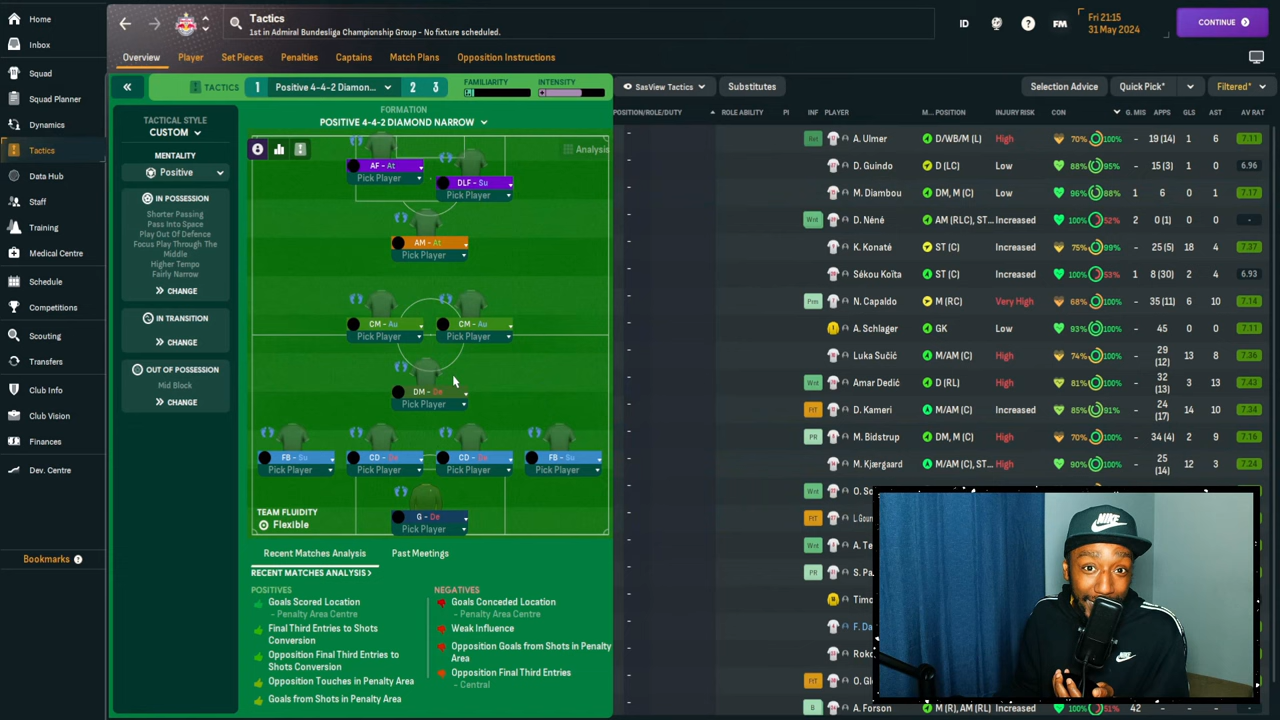 Home
Inbox
Squad
Squad Planner
Dynamics
Tactics
Data Hub
Staff
Training
Medical Centre
Schedule
Competitions
Scouting
Transfers
Club Info
Club Vision
Finances
Dev. Centre
Bookmarks ?
Tactics
1st in Admiral Bundesliga Championship Group - No fixture scheduled.
ID
?
FM
Fri 21:15
31 May 2024
CONTINUE
Overview Player Set Pieces Penalties Captains Match Plans Opposition Instructions
TACTICS 1 Positive 4-4-2 Diamon... 2 3
FAMILIARITY
INTENSITY
SasView Tactics Substitutes Selection Advice Quick Pick* Filtered*
TACTICAL STYLE
CUSTOM
MENTALITY
Positive
IN POSSESSION
Shorter Passing
Pass Into Space
Play Out Of Defence
Focus Play Through The
Middle
Higher Tempo
Fairly Narrow
CHANGE
IN TRANSITION
CHANGE
OUT OF POSSESSION
Mid Block
CHANGE
FORMATION
POSITIVE 4-4-2 DIAMOND NARROW
Analysis
AF - At
Pick Player
DLF - Su
Pick Player
AM - At
Pick Player
CM - Au
Pick Player
CM - Au
Pick Player
DM - De
Pick Player
FB - Su
Pick Player
CD - De
Pick Player
CD - De
Pick Player
FB - Su
Pick Player
G - De
Pick Player
TEAM FLUIDITY
Flexible
Recent Matches Analysis Past Meetings
RECENT MATCHES ANALYSIS >
POSITIVES
Goals Scored Location
- Penalty Area Centre
Final Third Entries to Shots
Conversion
Opposition Final Third Entries to
Shots Conversion
Opposition Touches in Penalty Area
Goals from Shots in Penalty Area
NEGATIVES
Goals Conceded Location
- Penalty Area Centre
Weak Influence
Opposition Goals from Shots in Penalty
Area
Opposition Final Third Entries
- Central
POSITION/ROLE/DUTY ROLE ABILITY PI INF PLAYER M... POSITION INJURY RISK CON G. MIS APPS GLS AST AV RAT
- Ret A. Ulmer D/WB/M (L) High 70% 100% - 19 (14) 1 6
- D. Guindo D (LC) Low 88% 95% - 15 (3) 1 0 6.96
- M. Diambou DM, M (C) Low 96% 88% 1 9 (6) 0 0 7.17
- Wnt D. Néné AM (RLC), ST... Increased 100% 52% 2 0 (1) 0 0 -
- K. Konaté ST (C) Increased 75% 99% 18 4 7.37
- Sékou Koïta ST (C) Increased 100% 53% 1 8 (30) 2 4 6.93
- Prm N. Capaldo M (RC) Very High 68% 100% - 35 (11) 6 10 7.14
- A. Schlager GK Low 93% 100% 0 0 7.11
- Luka Sučić M/AM (C) High 74% 100% - 29 (12) 13 8 7.36
- Wnt Amar Dedić D (RL) High 81% 100% - 32 (13) 3 13 7.43
- FIT D. Kameri M/AM (C) Increased 85% 91% - 24 (17) 14 10 7.34
- PR M. Bidstrup DM, M (C) High 70% 100% - 34 (4) 2 9 7.16
- M. Kjærgaard M/AM (C), ST... High 90% 100% - 25 (14) 12 3 7.24
- Wnt
- FIT
- Wnt
- PR
-
-
-
- FIT
- B A. Forson M (R), AM (RL) Increased 100% 51% 42
NIKE